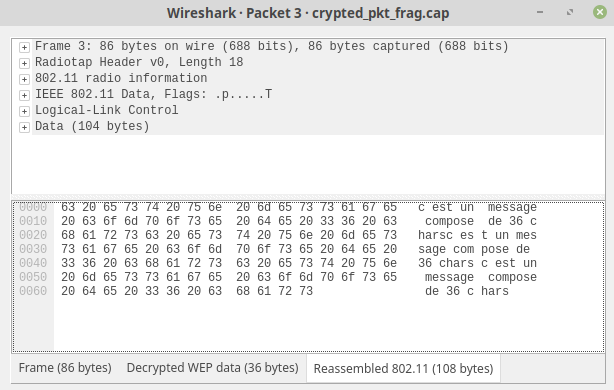 Wireshark · Packet 3 · crypted_pkt_frag.cap
Frame 3: 86 bytes on wire (688 bits), 86 bytes captured (688 bits)
Radiotap Header v0, Length 18
802.11 radio information
IEEE 802.11 Data, Flags: .p.....T
Logical-Link Control
Data (104 bytes)
0000 63 20 65 73 74 20 75 6e 20 6d 65 73 73 61 67 65 c est un message
0010 20 63 6f 6d 70 6f 73 65 20 64 65 20 33 36 20 63 compose de 36 c
0020 68 61 72 73 63 20 65 73 74 20 75 6e 20 6d 65 73 harsc es t un mes
0030 73 61 67 65 20 63 6f 6d 70 6f 73 65 20 64 65 20 sage com pose de
0040 33 36 20 63 68 61 72 73 63 20 65 73 74 20 75 6e 36 chars c est un
0050 20 6d 65 73 73 61 67 65 20 63 6f 6d 70 6f 73 65 message compose
0060 20 64 65 20 33 36 20 63 68 61 72 73 de 36 c hars
Frame (86 bytes) Decrypted WEP data (36 bytes) Reassembled 802.11 (108 bytes)